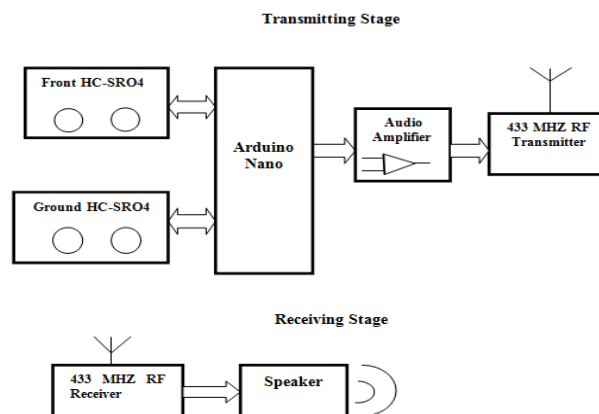 Transmitting Stage
Front HC-SRO4
Arduino
Nano
Audio
Amplifier
433 MHZ RF
Transmitter
Ground HC-SRO4
Receiving Stage
433 MHZ RF
Receiver
Speaker